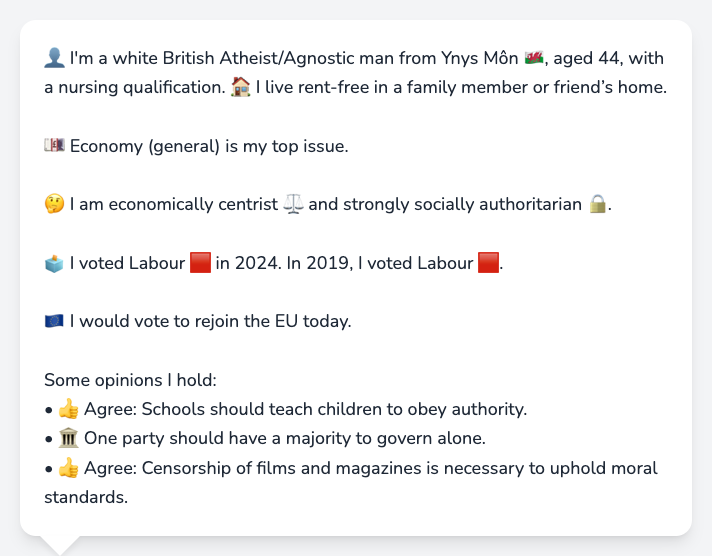 👤 I'm a white British Atheist/Agnostic man from Ynys Môn 🏴󠁧󠁢󠁷󠁬󠁳󠁿, aged 44, with
a nursing qualification. 🏠 I live rent-free in a family member or friend’s home.
💷 Economy (general) is my top issue.
🤔 I am economically centrist ⚖️ and strongly socially authoritarian 🔒.
🗳️ I voted Labour 🟥 in 2024. In 2019, I voted Labour 🟥.
🇪🇺 I would vote to rejoin the EU today.
Some opinions I hold:
• 👍 Agree: Schools should teach children to obey authority.
• 🏛️ One party should have a majority to govern alone.
• 👍 Agree: Censorship of films and magazines is necessary to uphold moral
standards.